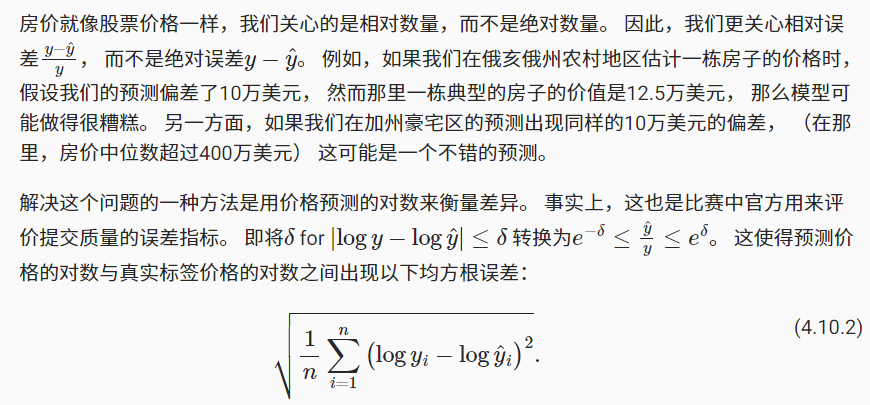 房价就像股票价格一样，我们关心的是相对数量，而不是绝对数量。 因此，我们更关心相对误
差$\frac{y-\hat{y}}{y}$， 而不是绝对误差$y-\hat{y}$。 例如，如果我们在俄亥俄州农村地区估计一栋房子的价格时，
假设我们的预测偏差了10万美元， 然而那里一栋典型的房子的价值是12.5万美元， 那么模型可
能做得很糟糕。 另一方面，如果我们在加州豪宅区的预测出现同样的10万美元的偏差， （在那
里，房价中位数超过400万美元） 这可能是一个不错的预测。
解决这个问题的一种方法是用价格预测的对数来衡量差异。 事实上，这也是比赛中官方用来评
价提交质量的误差指标。 即将$\delta$ for $|\log y - \log \hat{y}| \leq \delta$ 转换为$e^{-\delta} \leq \frac{\hat{y}}{y} \leq e^{\delta}$。 这使得预测价
格的对数与真实标签价格的对数之间出现以下均方根误差：
$\sqrt{\frac{1}{n}\sum_{i=1}^{n}\left(\log y_i - \log \hat{y}_i\right)^2}.$ (4.10.2)